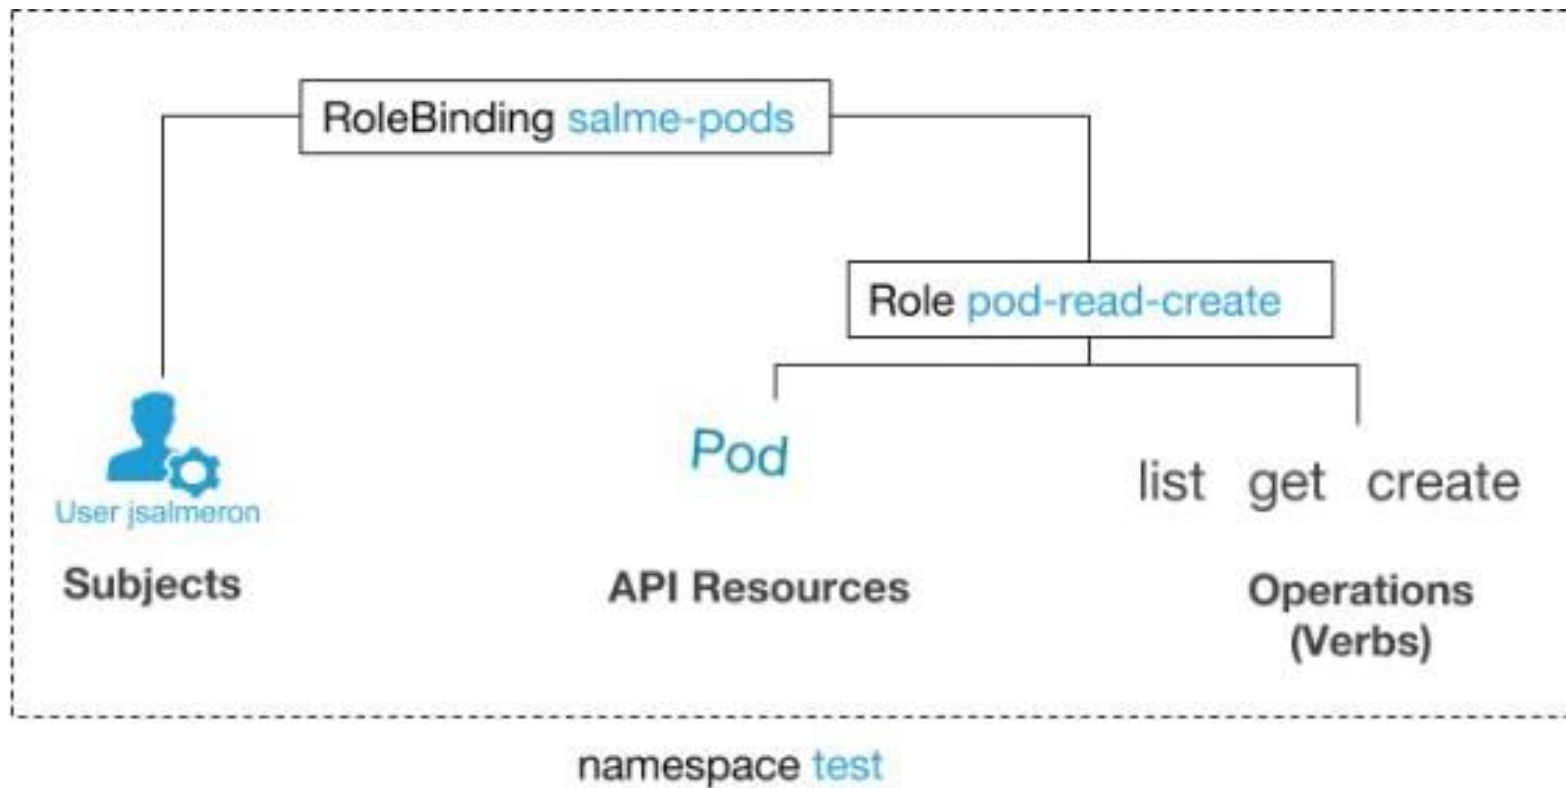 RoleBinding salme-pods
Role pod-read-create
Pod
list get create
User jsalmeron
Subjects
API Resources
Operations
(Verbs)
namespace test